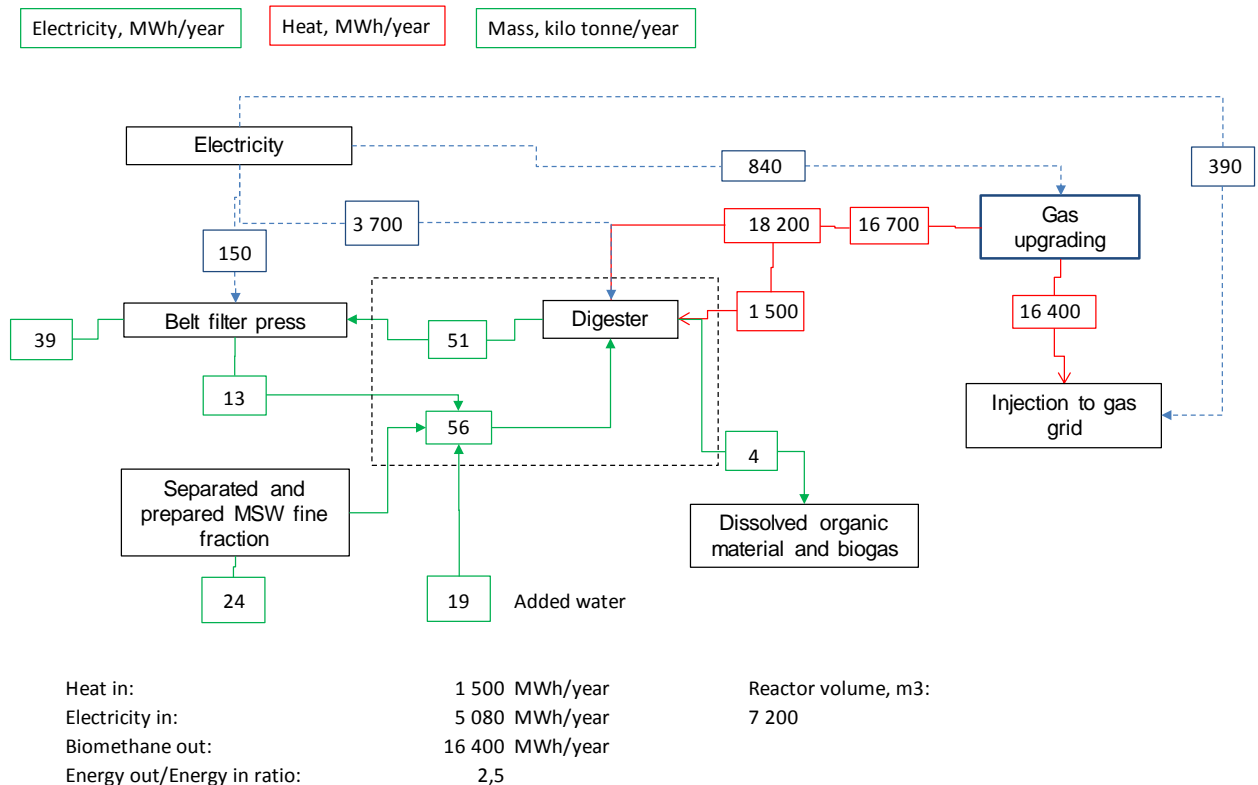 Electricity, MWh/year
Heat, MWh/year
Mass, kilo tonne/year
Electricity
840
390
3 700
18 200
16 700
Gas
upgrading
150
1 500
16 400
39
Belt filter press
51
Digester
13
56
Injection to gas
grid
4
Separated and
prepared MSW fine
fraction
Dissolved organic
material and biogas
24
19
Added water
Heat in: 1 500 MWh/year
Reactor volume, m3:
Electricity in: 5 080 MWh/year
7 200
Biomethane out: 16 400 MWh/year
Energy out/Energy in ratio: 2,5